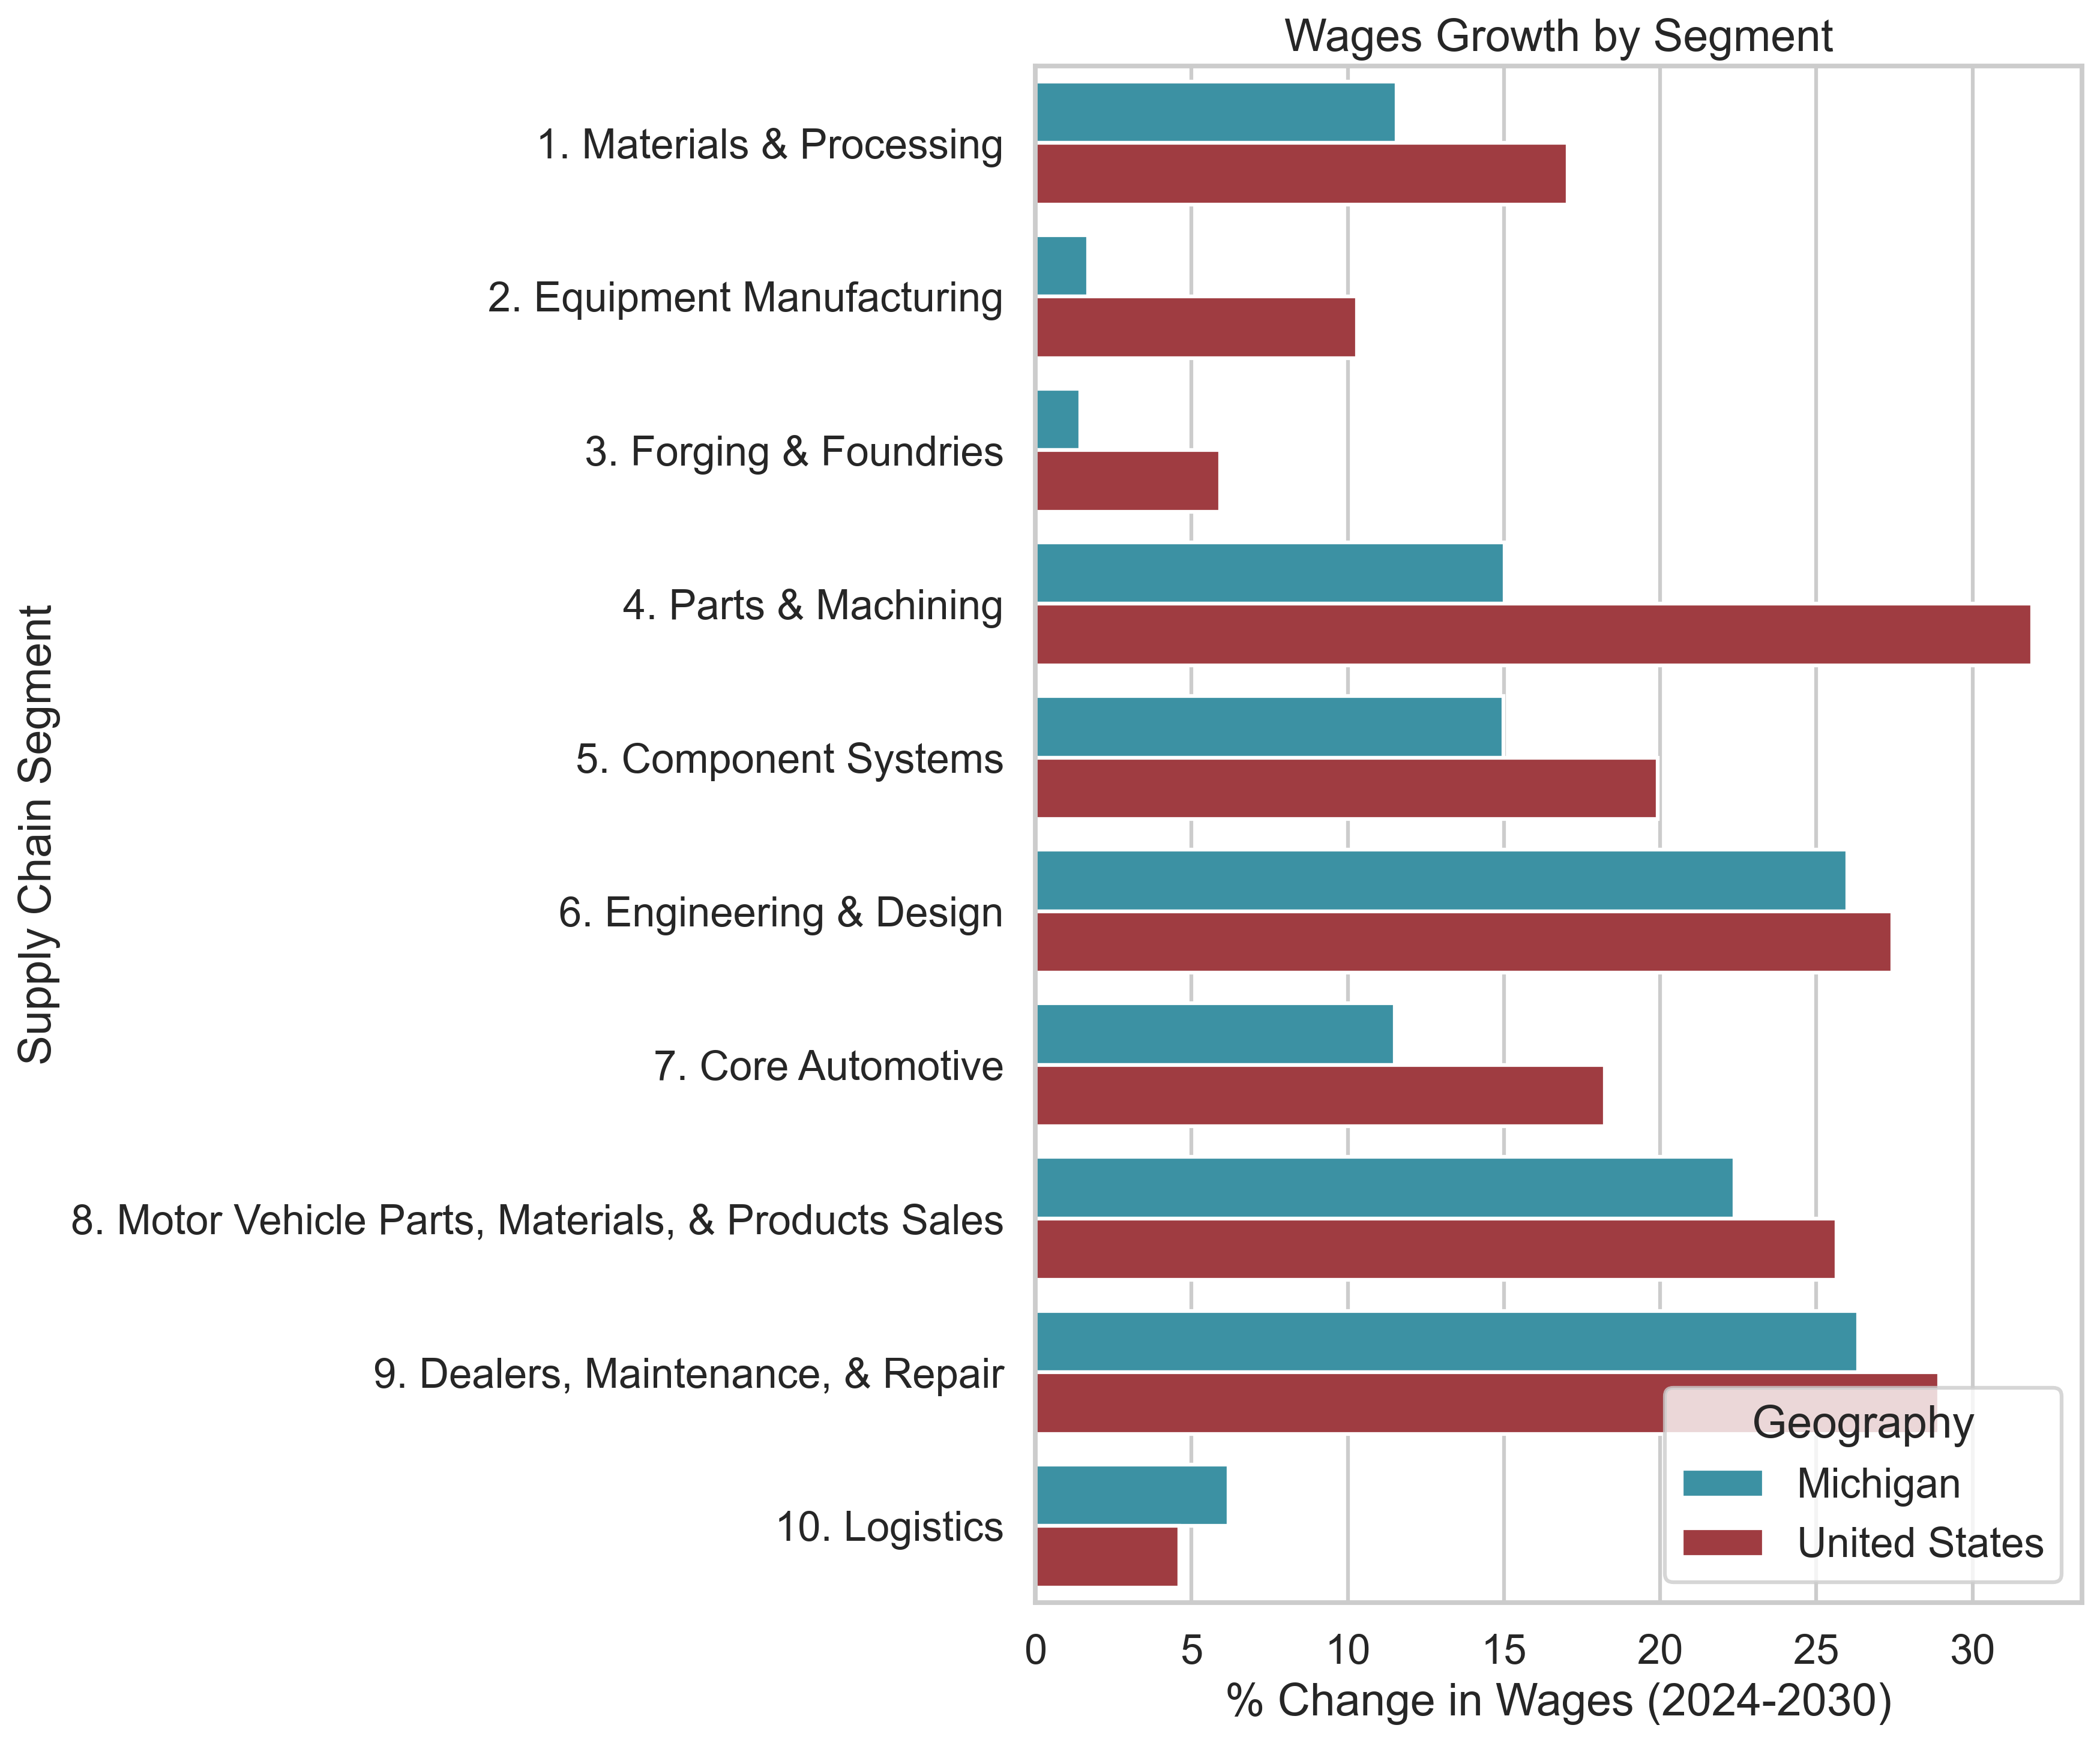 Wages Growth by Segment
Supply Chain Segment
1. Materials & Processing
2. Equipment Manufacturing
3. Forging & Foundries
4. Parts & Machining
5. Component Systems
6. Engineering & Design
7. Core Automotive
8. Motor Vehicle Parts, Materials, & Products Sales
9. Dealers, Maintenance, & Repair
10. Logistics
Geography
Michigan
United States
0 5 10 15 20 25 30
% Change in Wages (2024-2030)